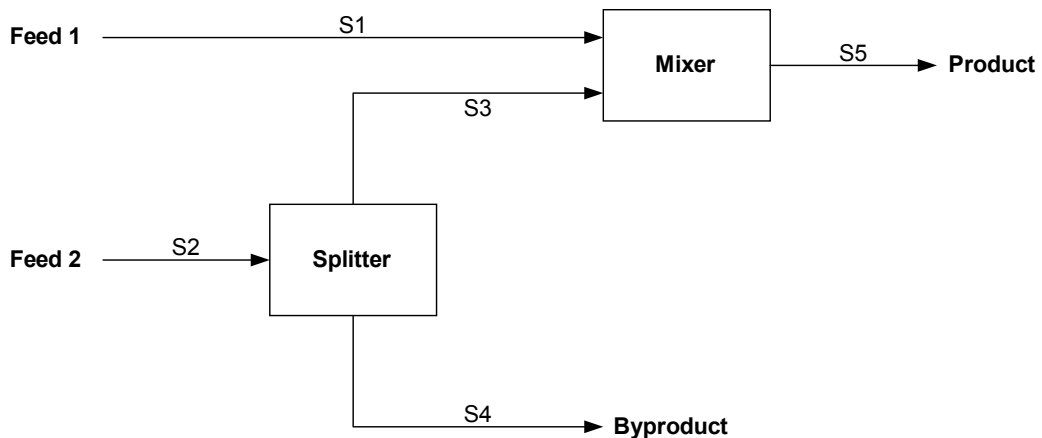 Feed 1
S1
Mixer
S5
Product
S3
Feed 2
S2
Splitter
S4
Byproduct